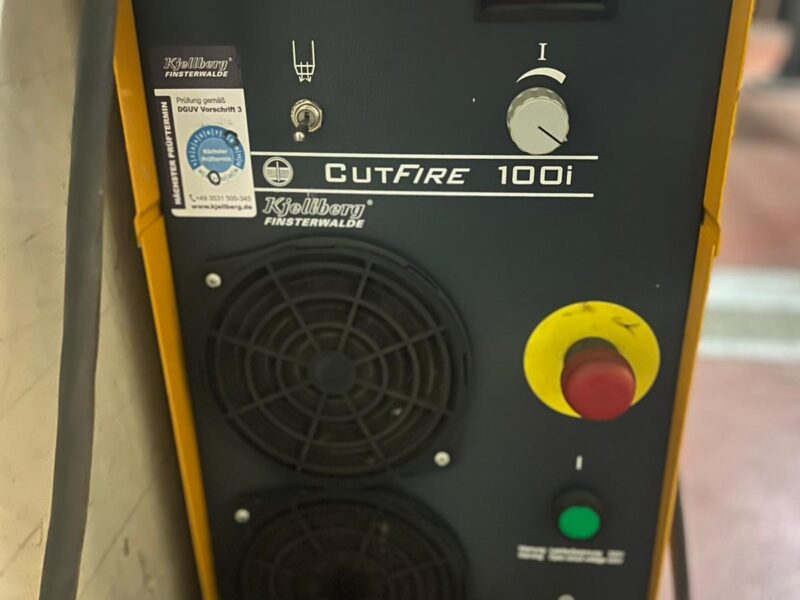 Kjellberg®
FINSTERWALDE
Prüfung gemäß
DGUV Vorschrift 3
NÄCHSTER PRÜFTERMIN
Nächster
Prüftermin
+49 3531 500-345
www.kjellberg.de
I
CUTFIRE 100i
Kjellberg®
FINSTERWALDE
I